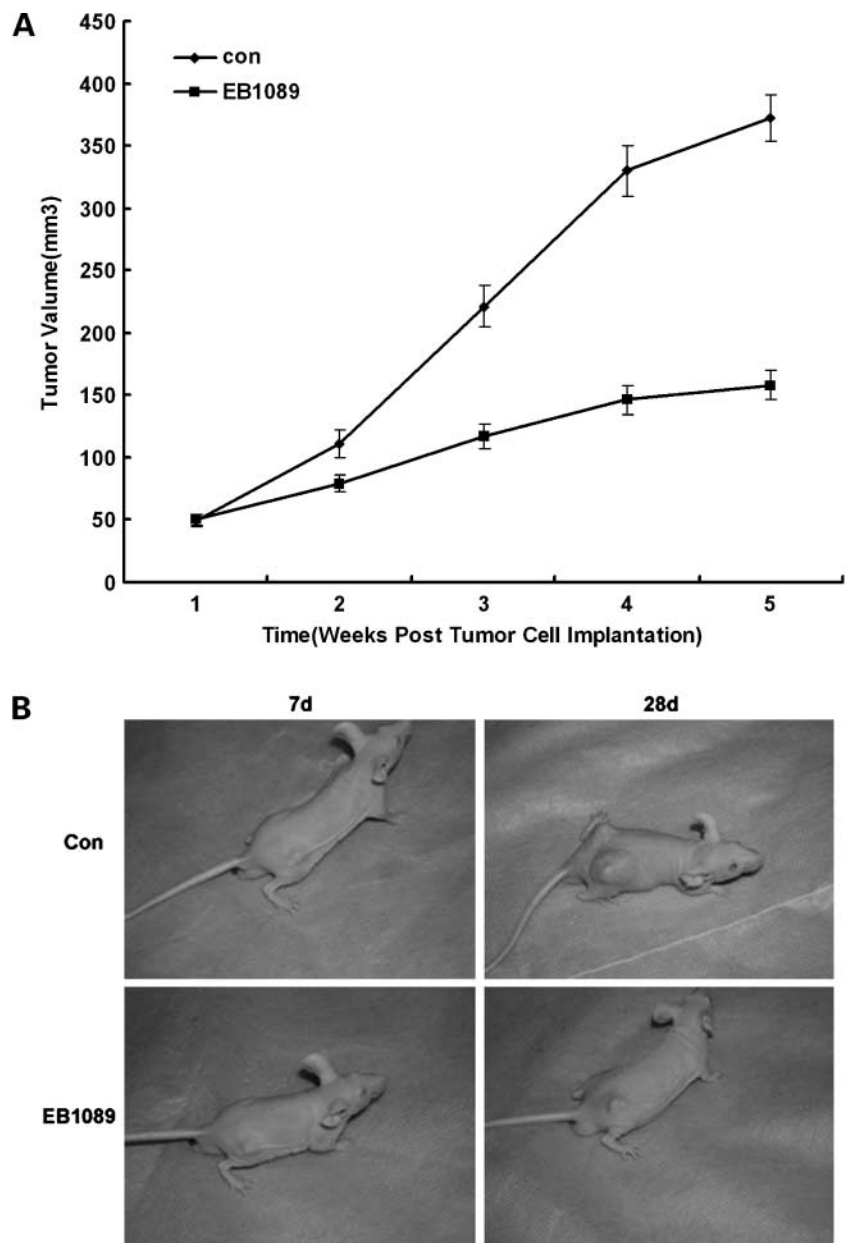 A
450
400
350
300
250
200
150
100
50
0
Tumor Valume(mm3)
con
EB1089
1 2 3 4 5
Time(Weeks Post Tumor Cell Implantation)
B
7d 28d
Con
EB1089